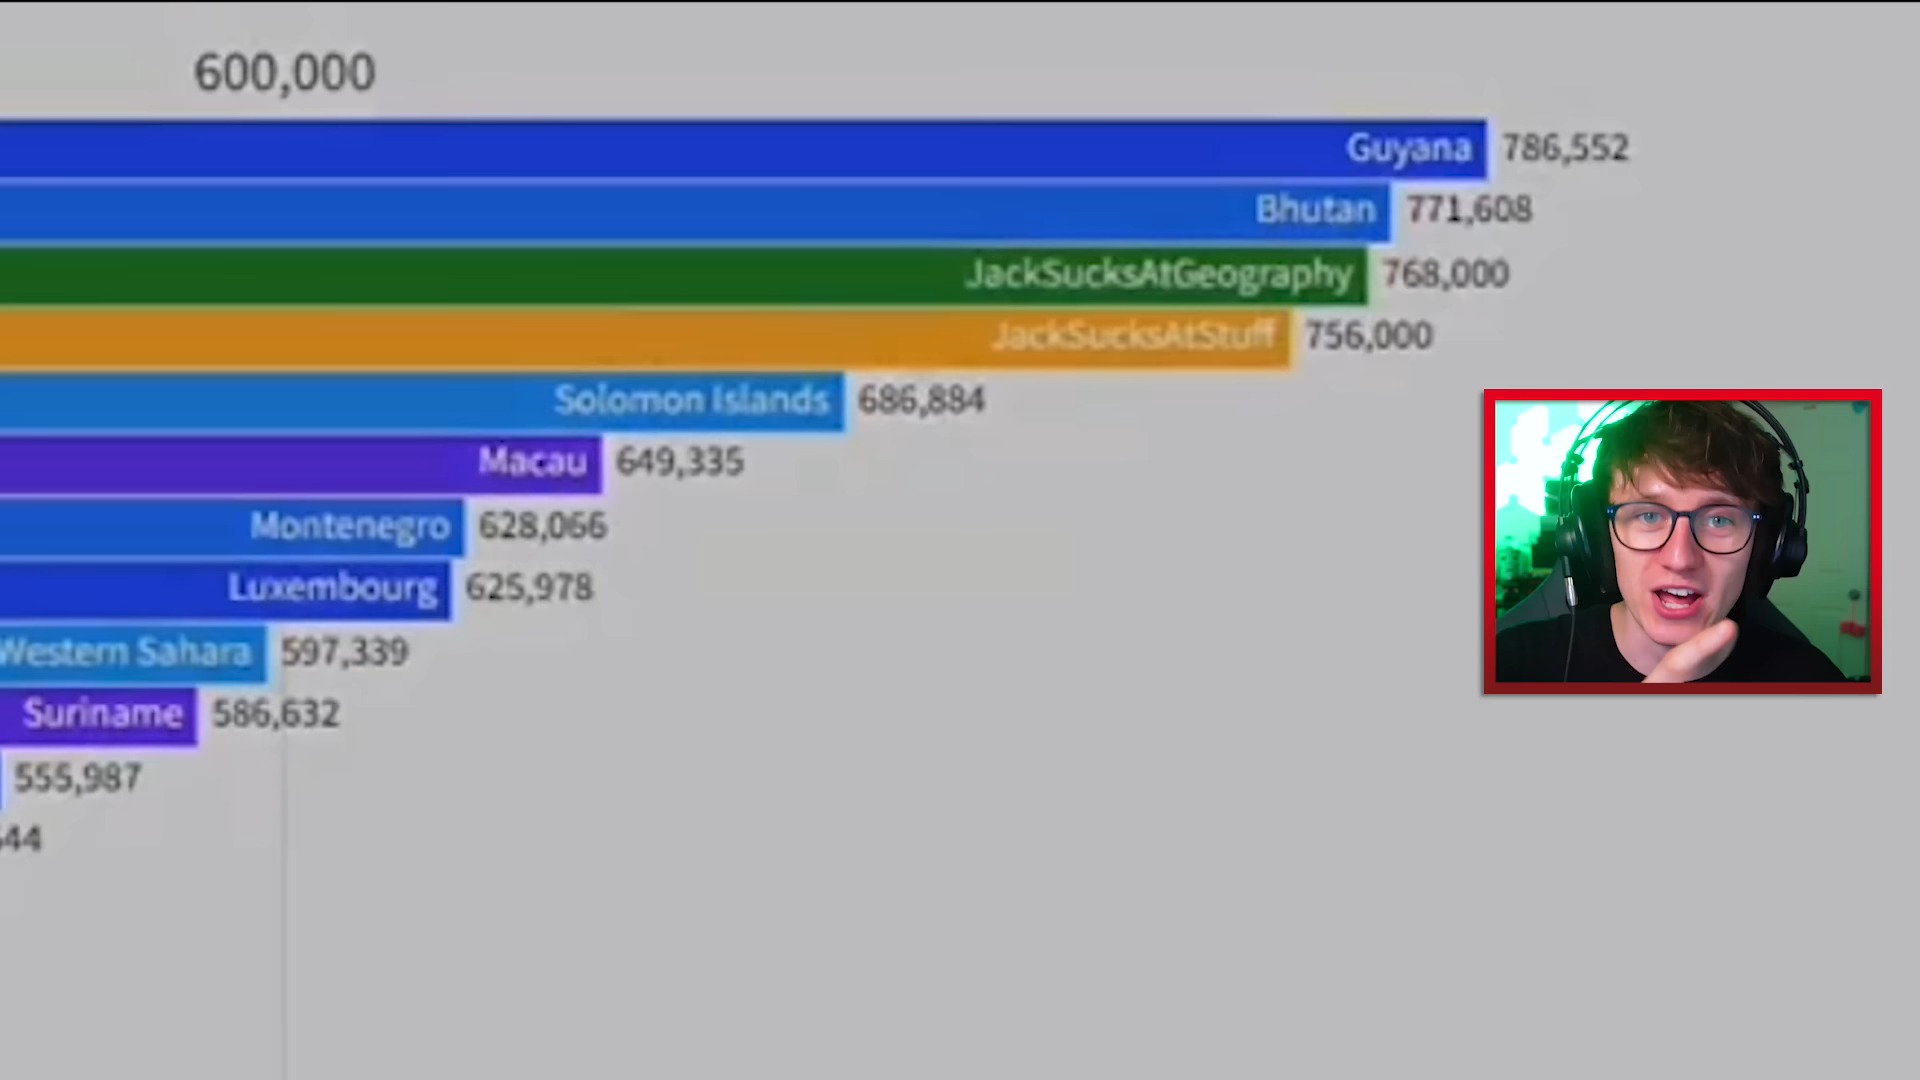 600,000
Guyana 786,552
Bhutan 771,608
JackSucksAtGeography 768,000
JackSucksAtStuff 756,000
Solomon Islands 686,884
Macau 649,335
Montenegro 628,066
Luxembourg 625,978
Western Sahara 597,339
Suriname 586,632
555,987
44